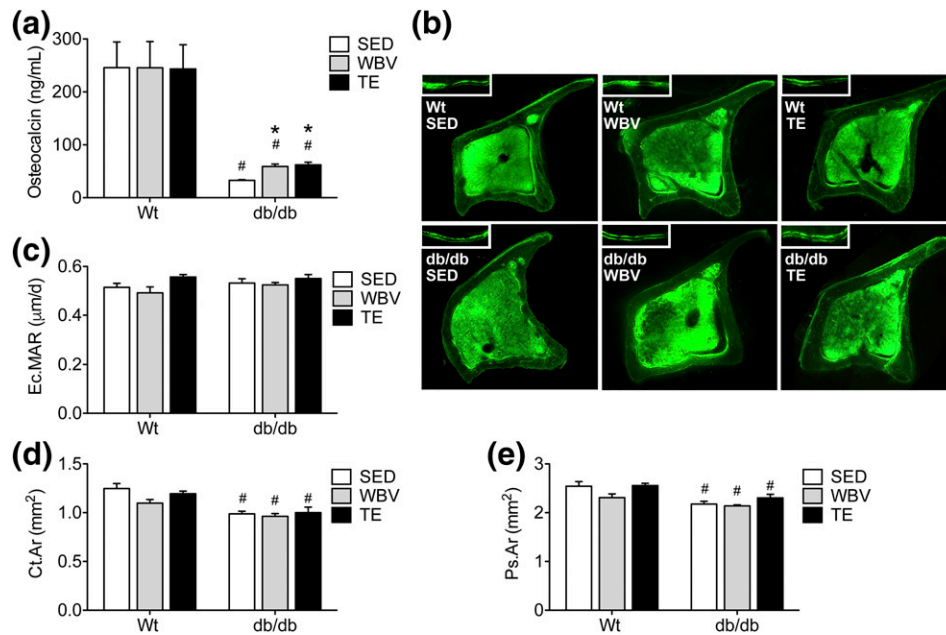 (a)
Osteocalcin (ng/mL)
300
200
100
0
* *
# # #
Wt db/db
SED
WBV
TE
(b)
Wt
SED
Wt
WBV
Wt
TE
db/db
SED
db/db
WBV
db/db
TE
(c)
Ec.MAR (µm/d)
0.6
0.4
0.2
0.0
Wt db/db
SED
WBV
TE
(d)
Ct.Ar (mm²)
1.5
1.0
0.5
0.0
# # #
Wt db/db
SED
WBV
TE
(e)
Ps.Ar (mm²)
3
2
1
0
# # #
Wt db/db
SED
WBV
TE